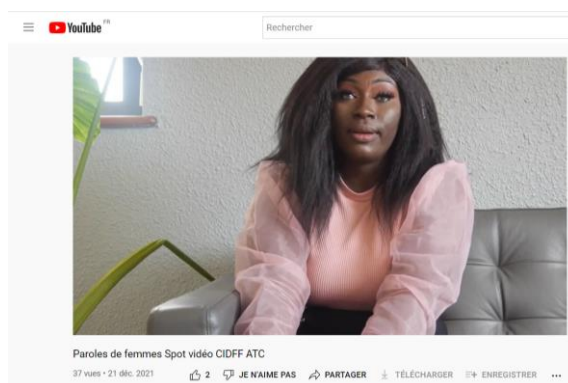 YouTube FR
Rechercher
Paroles de femmes Spot vidéo CIDFF ATC
37 vues • 21 déc. 2021 2 JE N'AIME PAS PARTAGER TÉLÉCHARGER ENREGISTRER ...